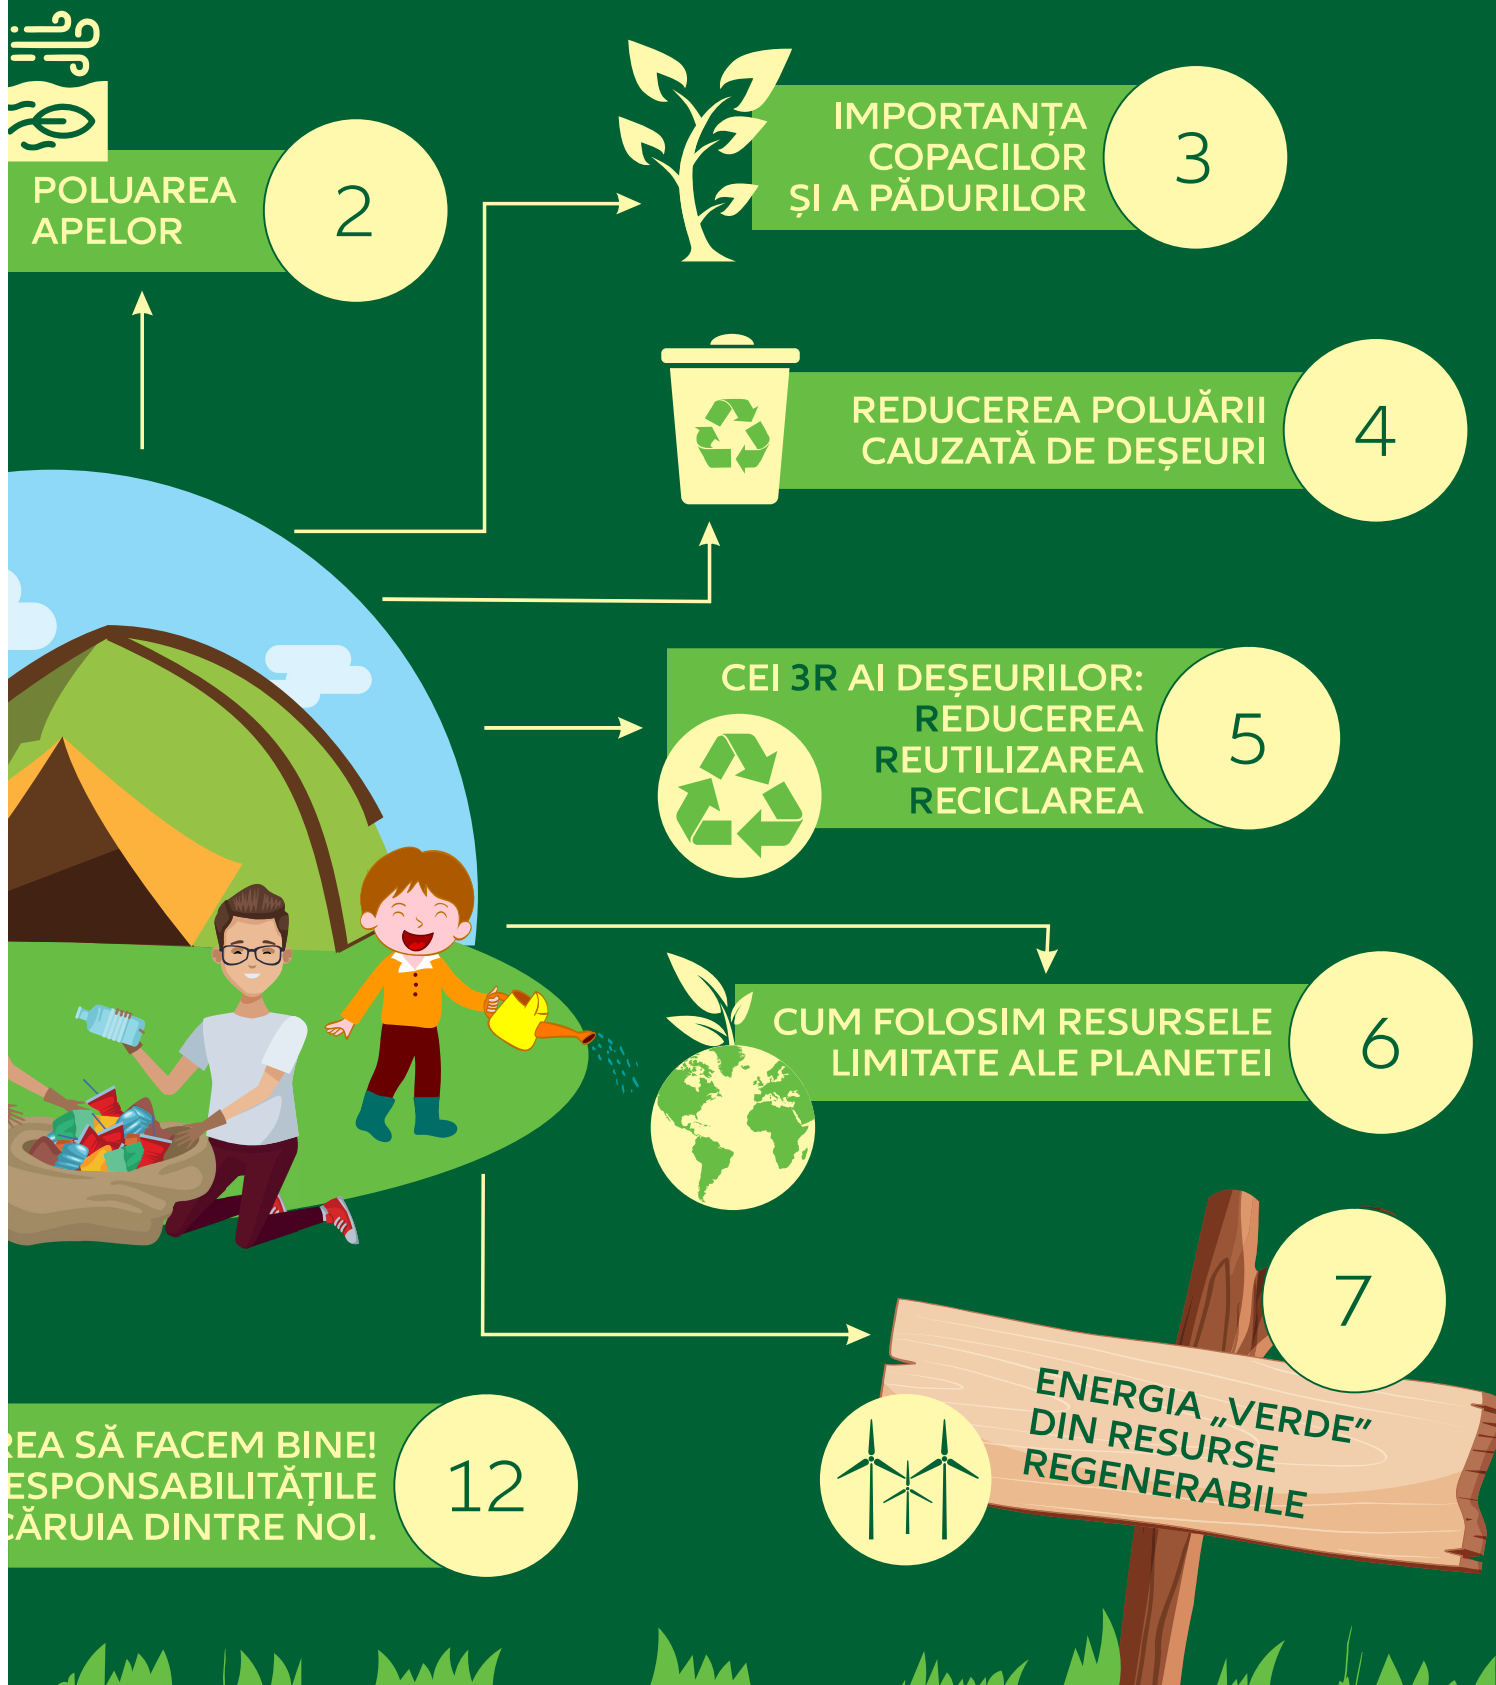 POLUAREA
APELOR
2
IMPORTANȚA
COPACILOR
ȘI A PĂDURILOR
3
REDUCEREA POLUĂRII
CAUZATĂ DE DEȘEURI
4
CEI 3R AI DEȘEURILOR:
REDUCEREA
REUTILIZAREA
RECICLAREA
5
CUM FOLOSIM RESURSELE
LIMITATE ALE PLANETEI
6
7
ENERGIA „VERDE”
DIN RESURSE
REGENERABILE
SĂ FACEM BINE!
DINTRE NOI.
12